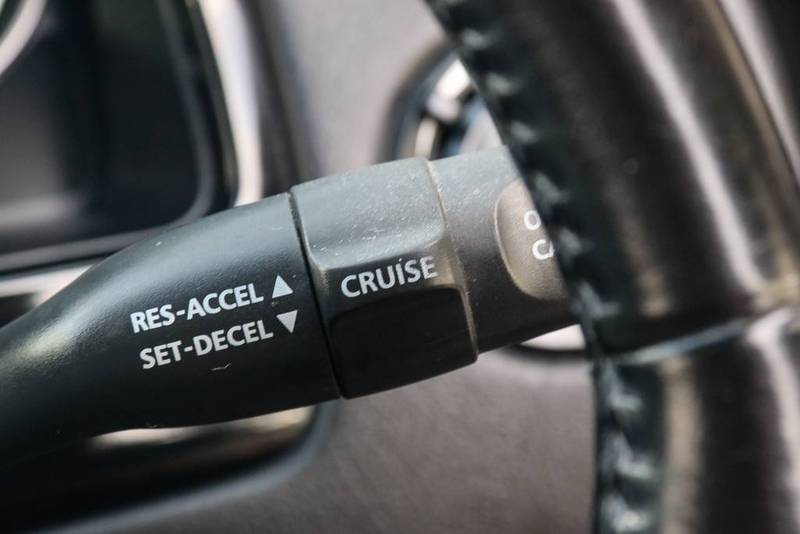 RES-ACCEL ▲
SET-DECEL ▼
CRUISE